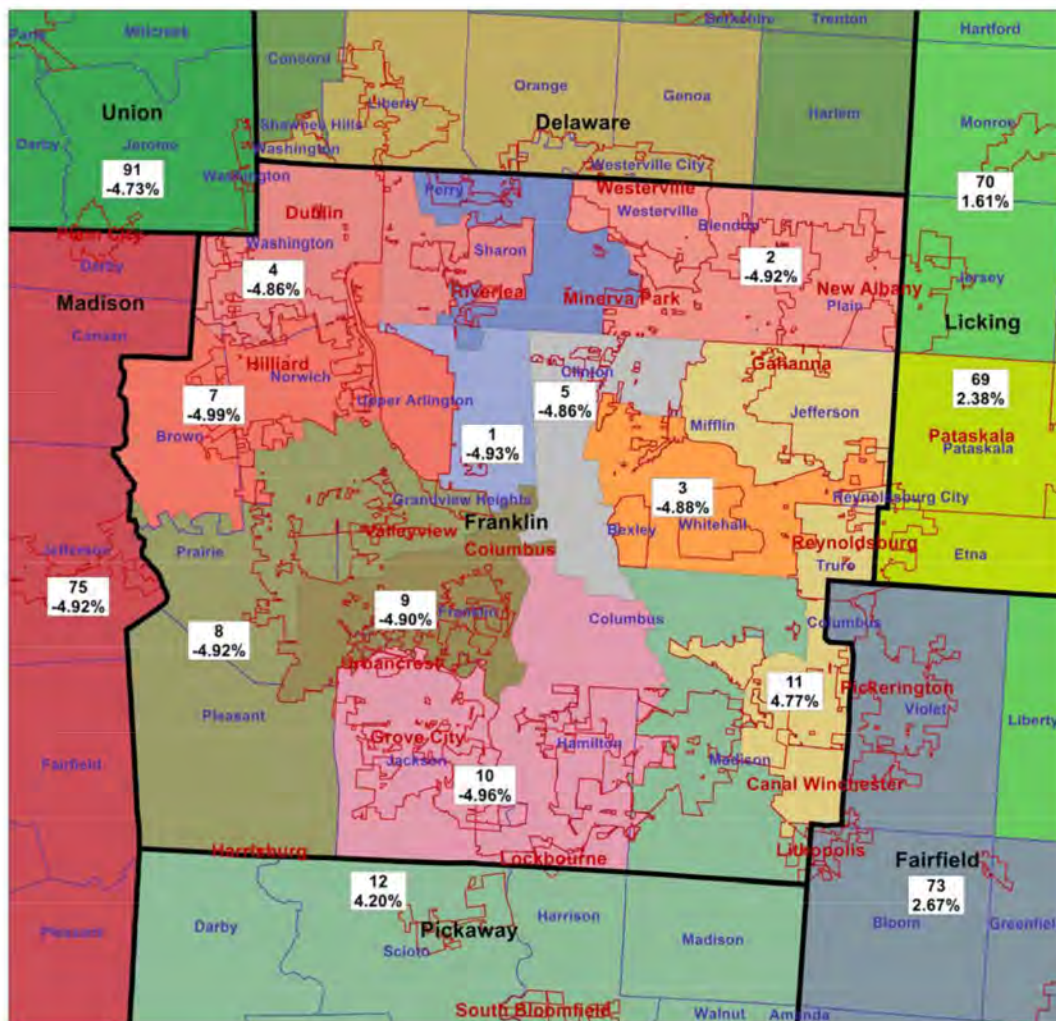 Berkshire
Trenton
Hartford
Paris
Millcreek
Concord
Orange
Genoa
Liberty
Harlem
Union
Delaware
Monroe
Shawnee Hills
Washington
Darby
Jerome
91
-4.73%
Washington
Westerville City
70
1.61%
Perry
Westerville
Westerville
Dublin
Blendon
Plain City
Washington
Sharon
2
-4.92%
Darby
4
-4.86%
Jersey
Riverlea
Minerva Park
New Albany
Plain
Madison
Canaan
Licking
Hilliard
Norwich
Clinton
Gahanna
7
-4.99%
5
-4.86%
69
2.38%
Upper Arlington
Jefferson
Mifflin
Brown
1
-4.93%
Pataskala
Pataskala
3
-4.88%
Grandview Heights
Reynoldsburg City
Franklin
Bexley
Whitehall
Valleyview
Columbus
Reynoldsburg
Jefferson
Prairie
Etna
Truro
75
-4.92%
9
-4.90%
Franklin
Columbus
Columbus
8
-4.92%
Urbancrest
11
4.77%
Pickerington
Violet
Pleasant
Liberty
Grove City
Jackson
Hamilton
Madison
Fairfield
10
-4.96%
Canal Winchester
Harrisburg
Lockbourne
Lithopolis
Fairfield
12
4.20%
73
2.67%
Pleasant
Darby
Harrison
Pickaway
Bloom
Greenfield
Madison
Scioto
South Bloomfield
Walnut
Amanda